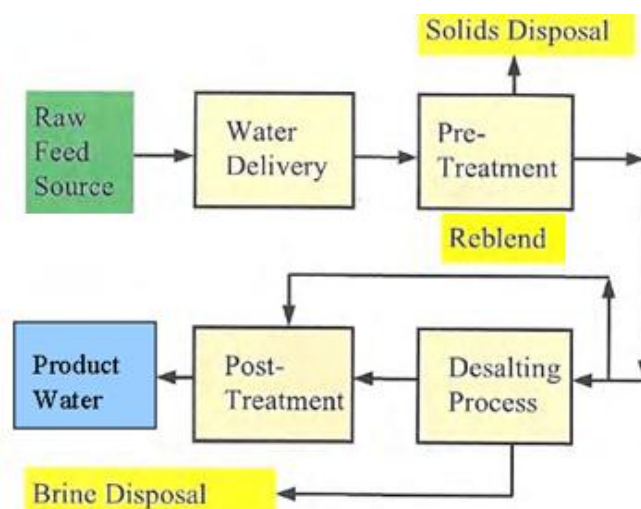 Solids Disposal
Raw
Feed
Source
Water
Delivery
Pre-
Treatment
Reblend
Product
Water
Post-
Treatment
Desalting
Process
Brine Disposal